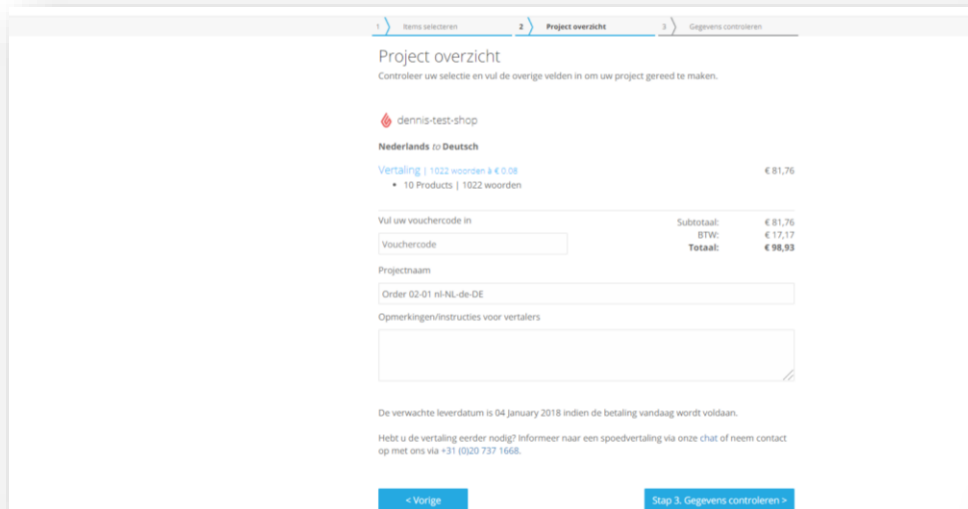 1 Items selecteren 2 Project overzicht 3 Gegevens controleren
Project overzicht
Controleer uw selectie en vul de overige velden in om uw project gereed te maken.
dennis-test-shop
Nederlands to Deutsch
Vertaling | 1022 woorden à € 0.08 € 81,76
• 10 Products | 1022 woorden
Vul uw vouchercode in
Vouchercode
Subtotaal: € 81,76
BTW: € 17,17
Totaal: € 98,93
Projectnaam
Order 02-01 nl-NL-de-DE
Opmerkingen/instructies voor vertalers
De verwachte leverdatum is 04 January 2018 indien de betaling vandaag wordt voldaan.
Hebt u de vertaling eerder nodig? Informeer naar een spoedvertaling via onze chat of neem contact
op met ons via +31 (0)20 737 1668.
< Vorige
Stap 3. Gegevens controleren >